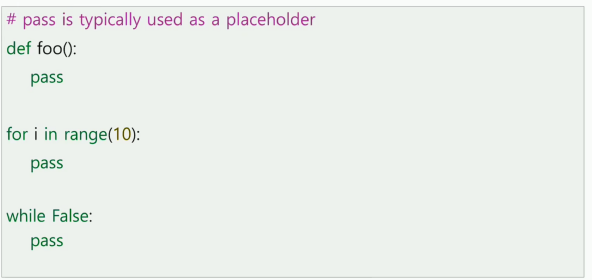 # pass is typically used as a placeholder
def foo():
    pass
for i in range(10):
    pass
while False:
    pass